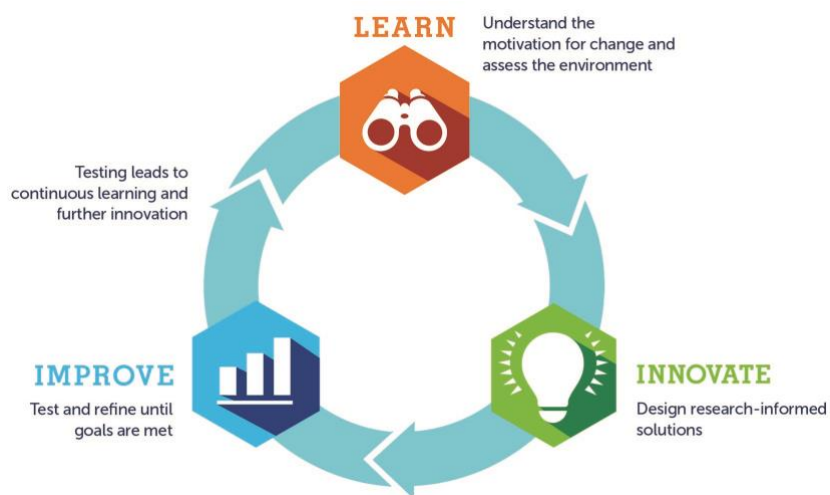 LEARN
Understand the
motivation for change and
assess the environment
Testing leads to
continuous learning and
further innovation
IMPROVE
Test and refine until
goals are met
INNOVATE
Design research-informed
solutions